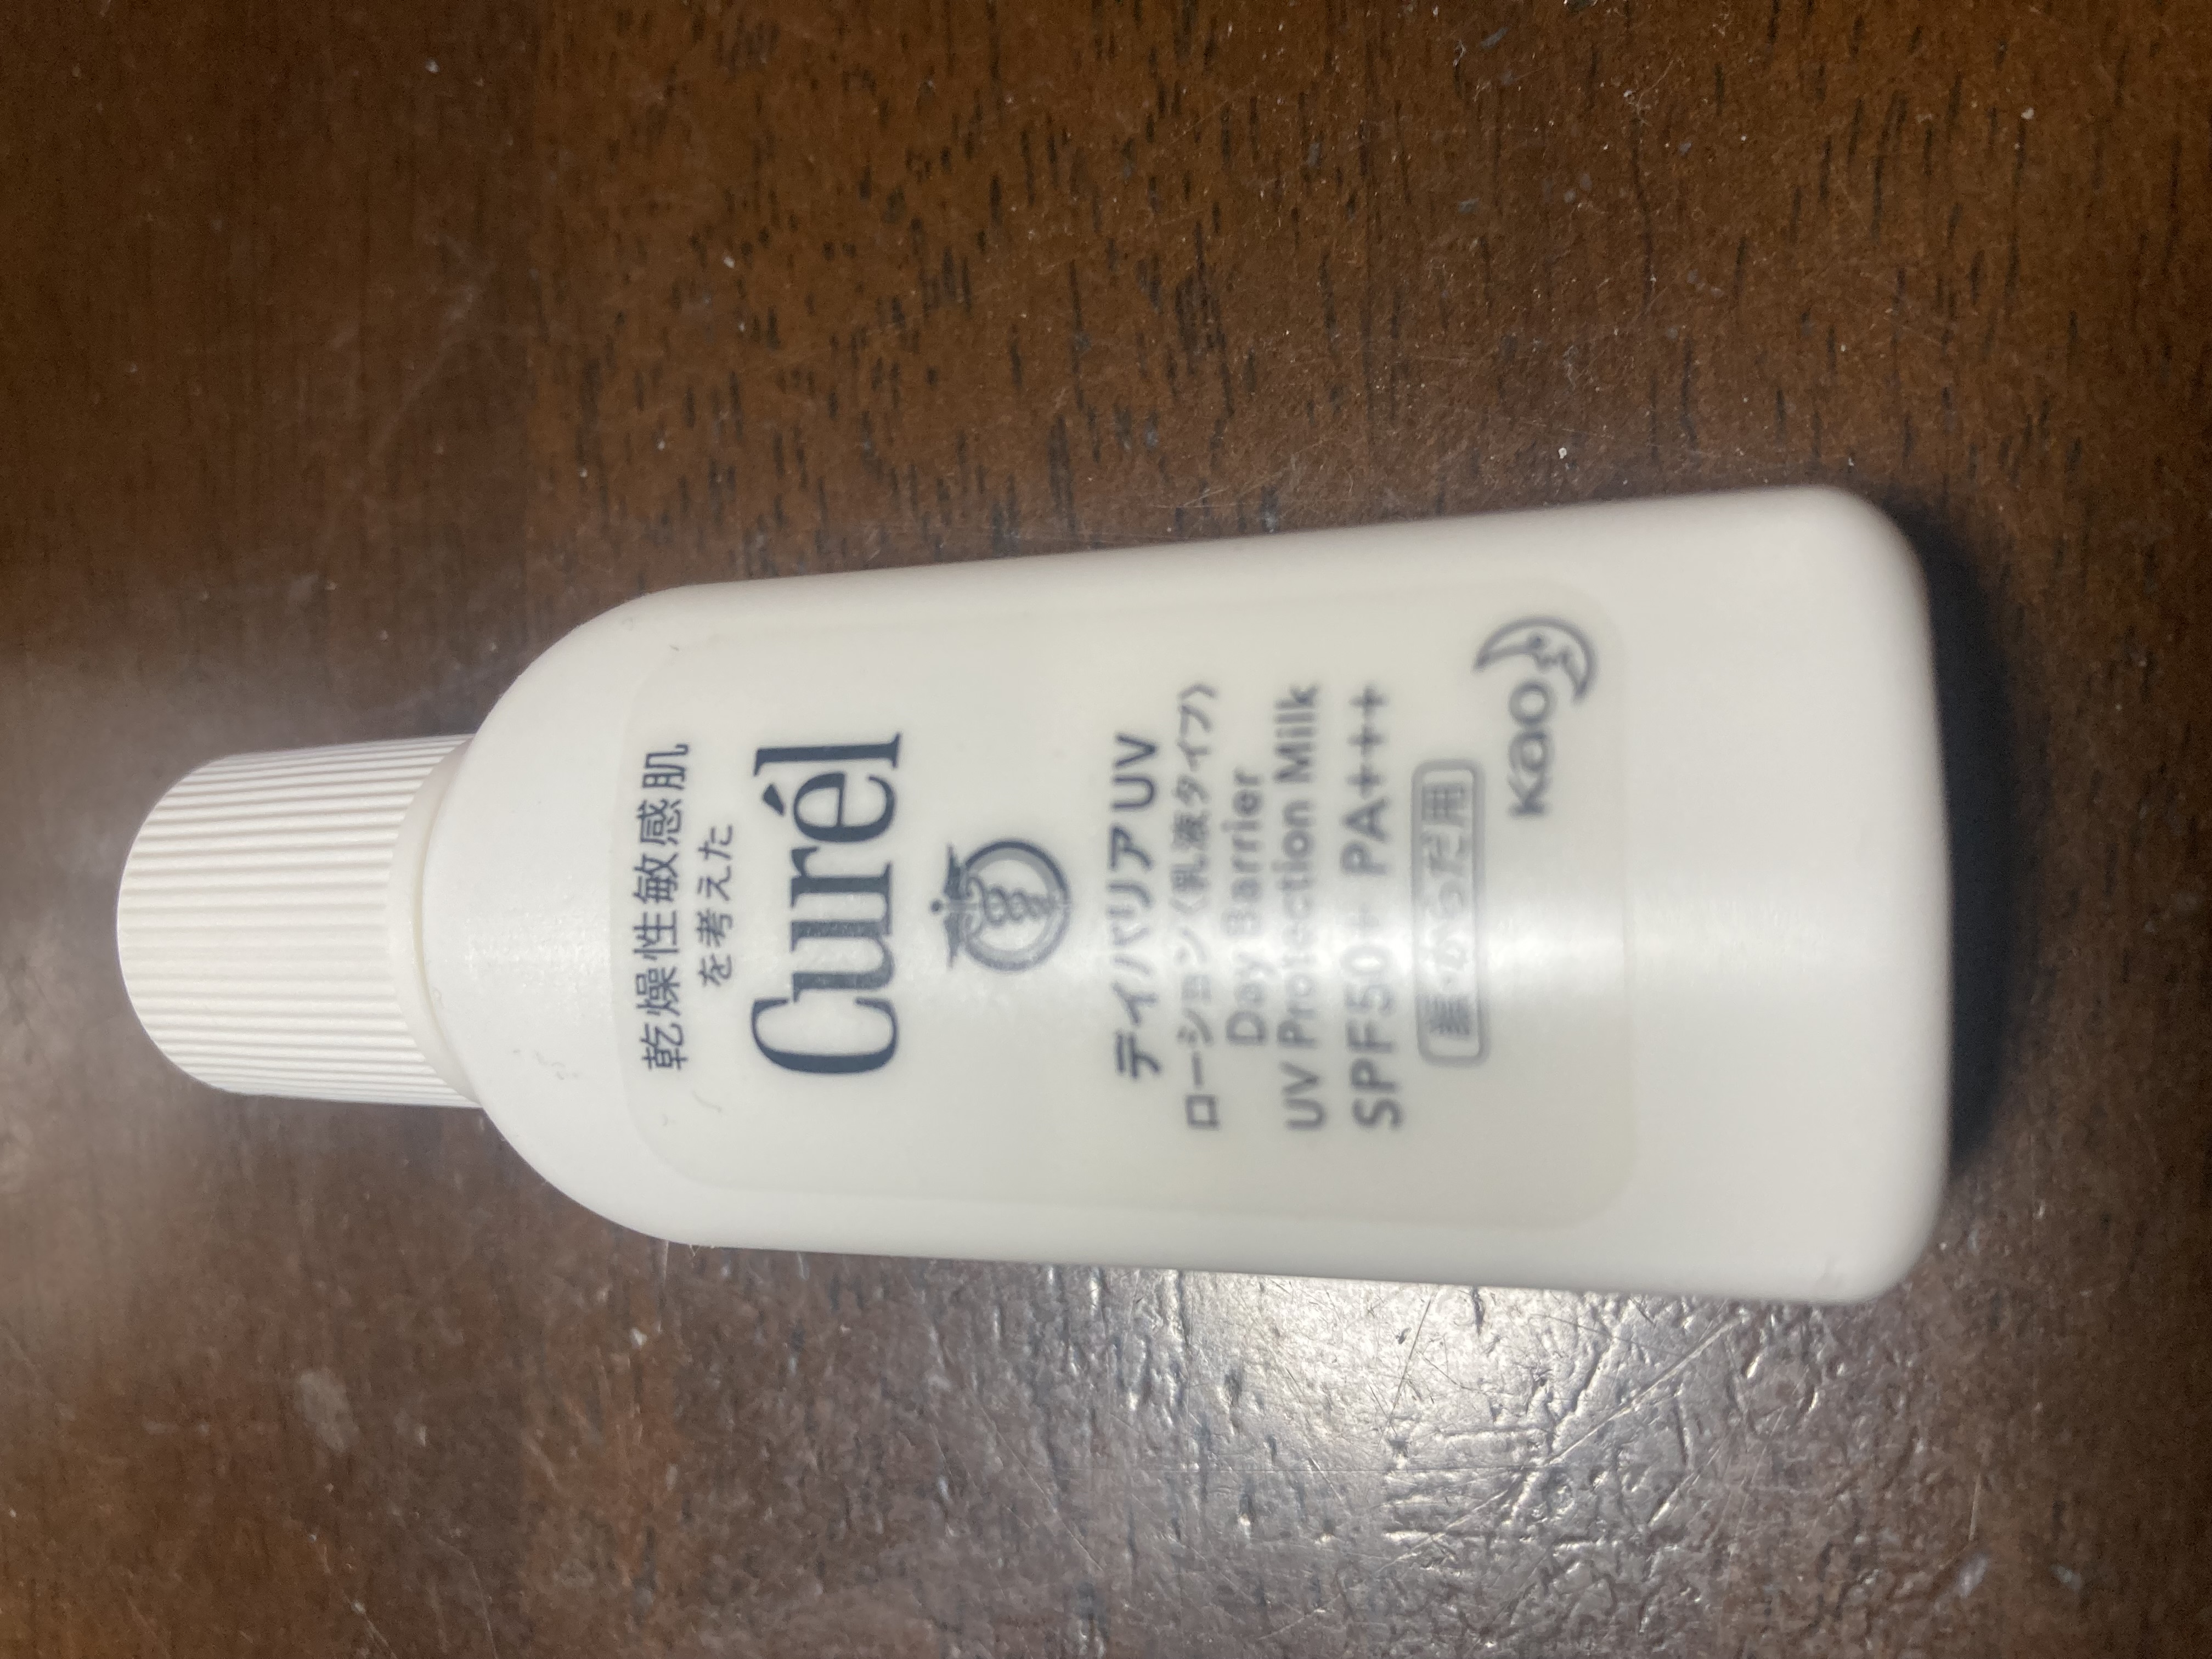 乾燥性敏感肌
を考えた
Curél
デイバリアUV
ローション〈乳液タイプ〉
Day Barrier
UV Protection Milk
SPF50+ PA+++
顔・からだ用
Kao